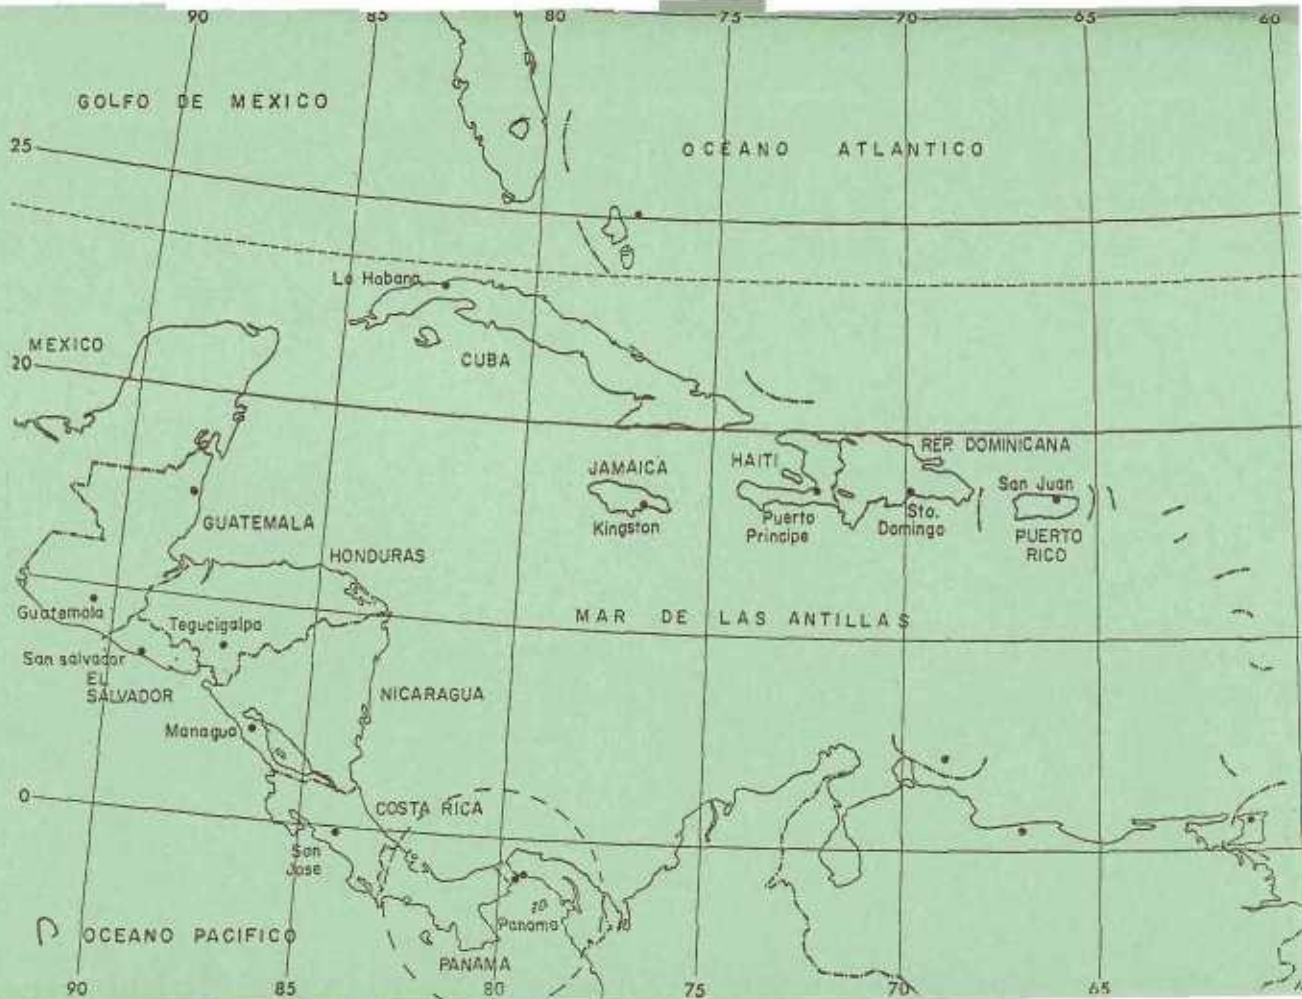 90 85 80 75 70 65 60
GOLFO DE MEXICO
25
OCEANO ATLANTICO
La Habana
MEXICO
20
CUBA
REP. DOMINICANA
JAMAICA
HAITI
San Juan
Kingston
Puerto
Principe
Sto.
Domingo
PUERTO
RICO
GUATEMALA
HONDURAS
Guatemala
Tegucigalpa
MAR DE LAS ANTILLAS
San salvador
EL
SALVADOR
NICARAGUA
Managua
0
COSTA RICA
San
Jose
Panama
OCEANO PACIFICO
PANAMA
90 85 80 75 70 65